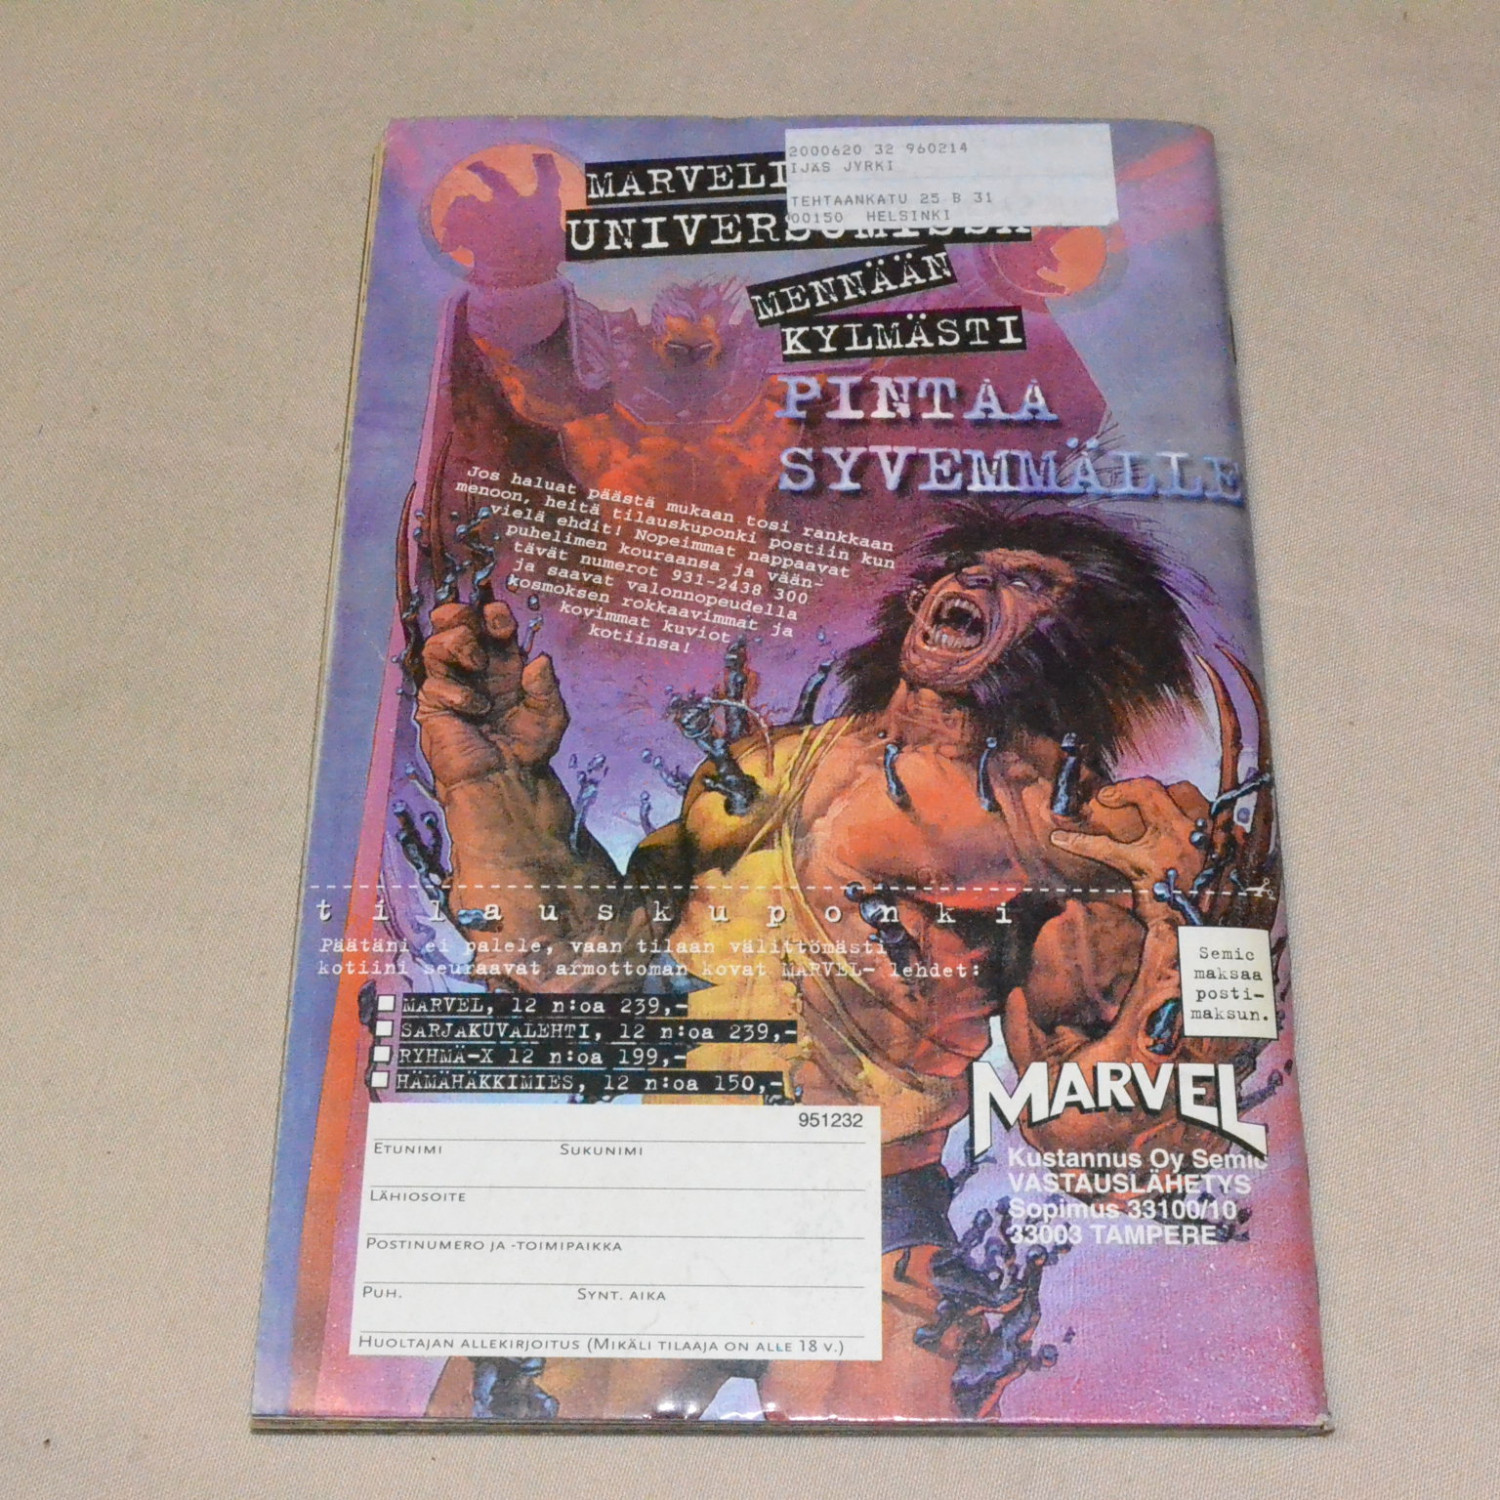 2000620 32 960214
IJÄS JYRKI
TEHTAANKATU 25 B 31
00150 HELSINKI
MARVELI
UNIVERSUMISSA
MENNÄÄN
KYLMÄSTI
PINTAA
SYVEMMÄLLE
Jos haluat päästä mukaan tosi rankkaan
menoon, heitä tilauskuponki postiin kun
vielä ehdit! Nopeimmat nappaavat
puhelimen kouraansa ja vään-
tävät numerot 931-2438 300
ja saavat valonnopeudella
kosmoksen rokkaavimmat ja
kovimmat kuviot
kotiinsa!
tilauskuponki
Päätäni ei palele, vaan tilaan välittömästi
kotiini seuraavat armottoman kovat MARVEL- lehdet:
MARVEL, 12 n:oa 239,-
SARJAKUVALEHTI, 12 n:oa 239,-
RYHMÄ-X 12 n:oa 199,-
HÄMÄHÄKKIMIES, 12 n:oa 150,-
Semic
maksaa
posti-
maksun.
MARVEL
Kustannus Oy Semic
VASTAUSLÄHETYS
Sopimus 33100/10
33003 TAMPERE
951232
ETUNIMI SUKUNIMI
LÄHIOSOITE
POSTINUMERO JA -TOIMIPAIKKA
PUH. SYNT. AIKA
HUOLTAJAN ALLEKIRJOITUS (MIKÄLI TILAAJA ON ALLE 18 V.)